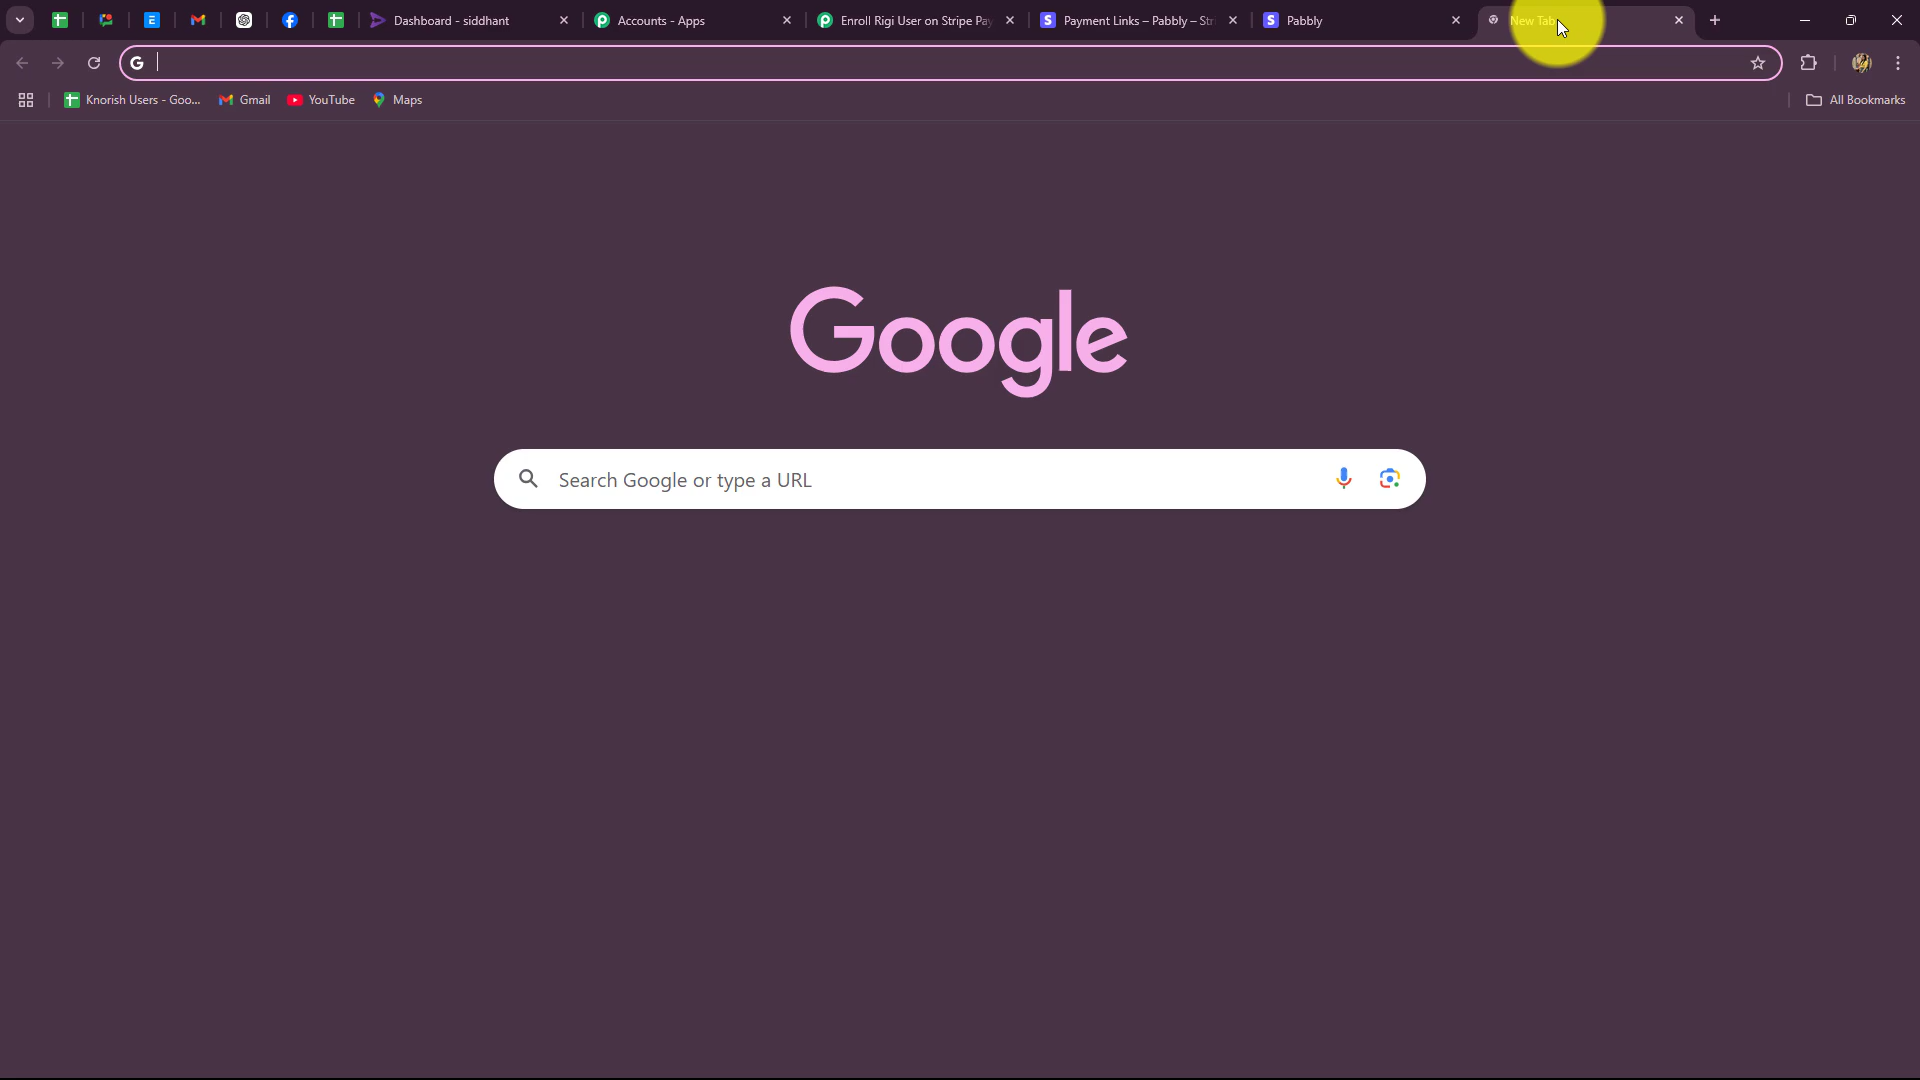 Dashboard - siddhant
Accounts - Apps
Enroll Rigi User on Stripe Pay
Payment Links – Pabbly – Str
Pabbly
New Tab
Knorish Users - Goo...
Gmail
YouTube
Maps
All Bookmarks
Google
Search Google or type a URL